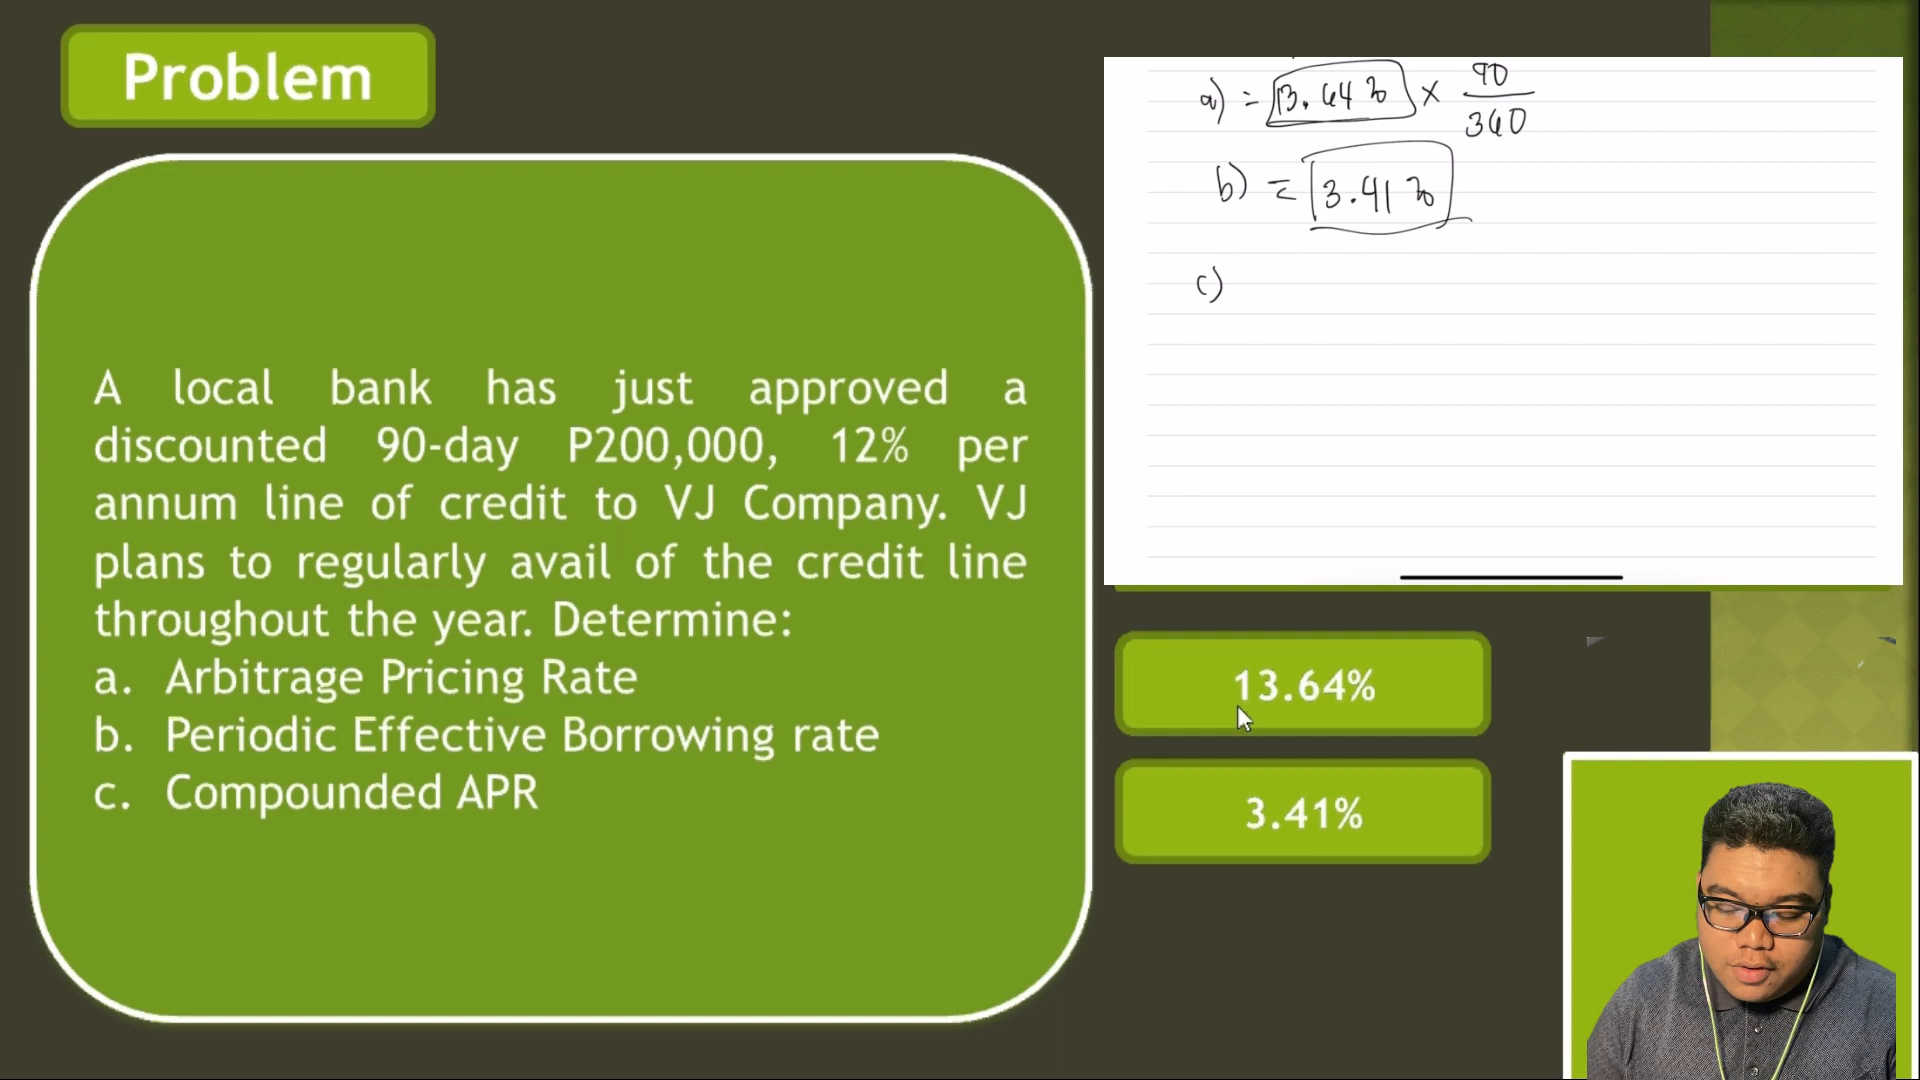 Problem
A local bank has just approved a
discounted 90-day P200,000, 12% per
annum line of credit to VJ Company. VJ
plans to regularly avail of the credit line
throughout the year. Determine:
a. Arbitrage Pricing Rate
b. Periodic Effective Borrowing rate
c. Compounded APR
a) = 13.64% × 90/360
b) = 3.41%
c)
13.64%
3.41%